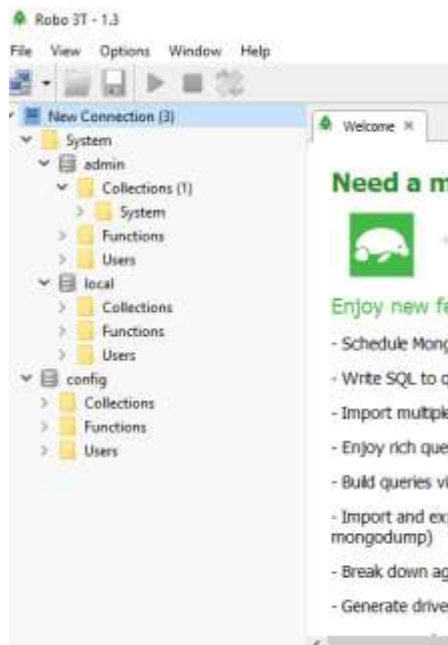 Robo 3T - 1.3
File View Options Window Help
New Connection (3)
System
admin
Collections (1)
System
Functions
Users
local
Collections
Functions
Users
config
Collections
Functions
Users
Welcome
Need a m
Enjoy new fe
- Schedule Mong
- Write SQL to q
- Import multiple
- Enjoy rich que
- Build queries vi
- Import and ex
mongodump)
- Break down ag
- Generate drive